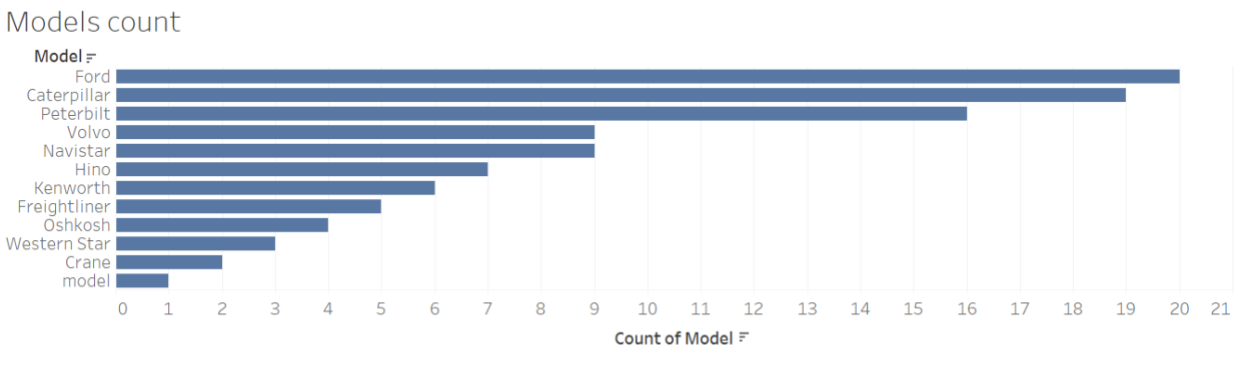 Models count
Model
Ford
Caterpillar
Peterbilt
Volvo
Navistar
Hino
Kenworth
Freightliner
Oshkosh
Western Star
Crane
model
0 1 2 3 4 5 6 7 8 9 10 11 12 13 14 15 16 17 18 19 20 21
Count of Model